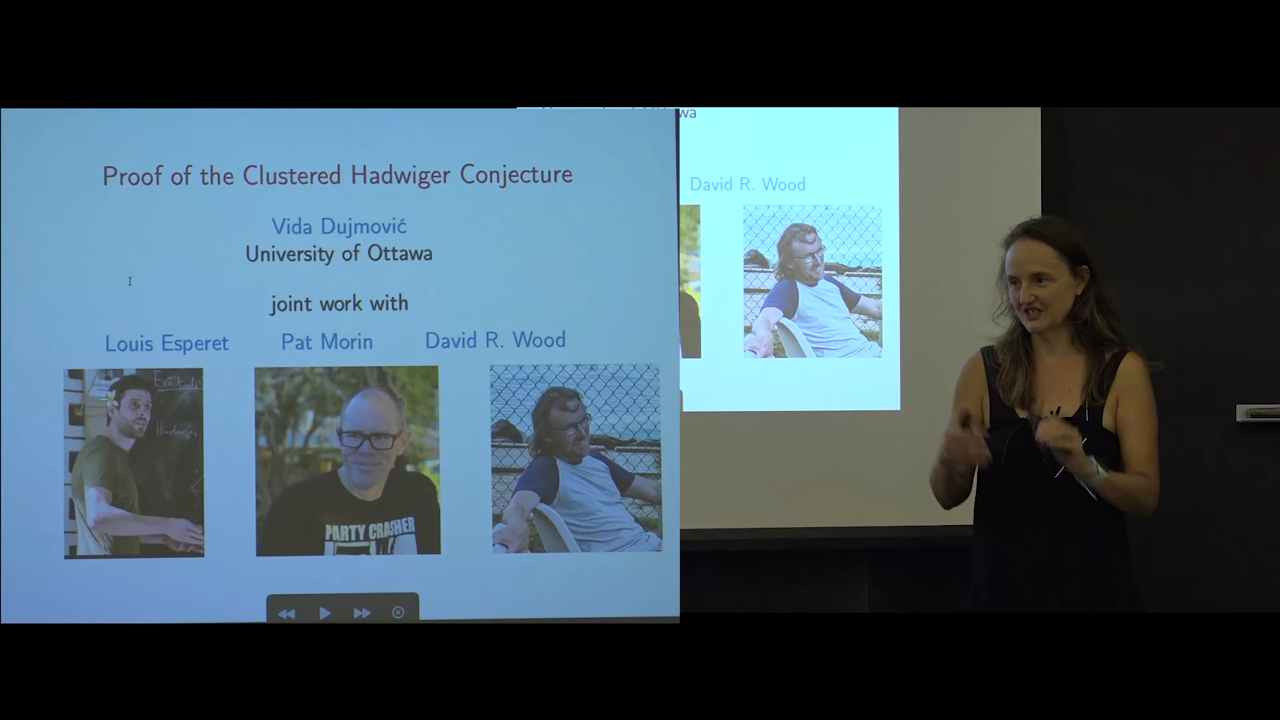 Proof of the Clustered Hadwiger Conjecture
Vida Dujmović
University of Ottawa
joint work with
Louis Esperet Pat Morin David R. Wood
PARTY CRASHER
wa
David R. Wood